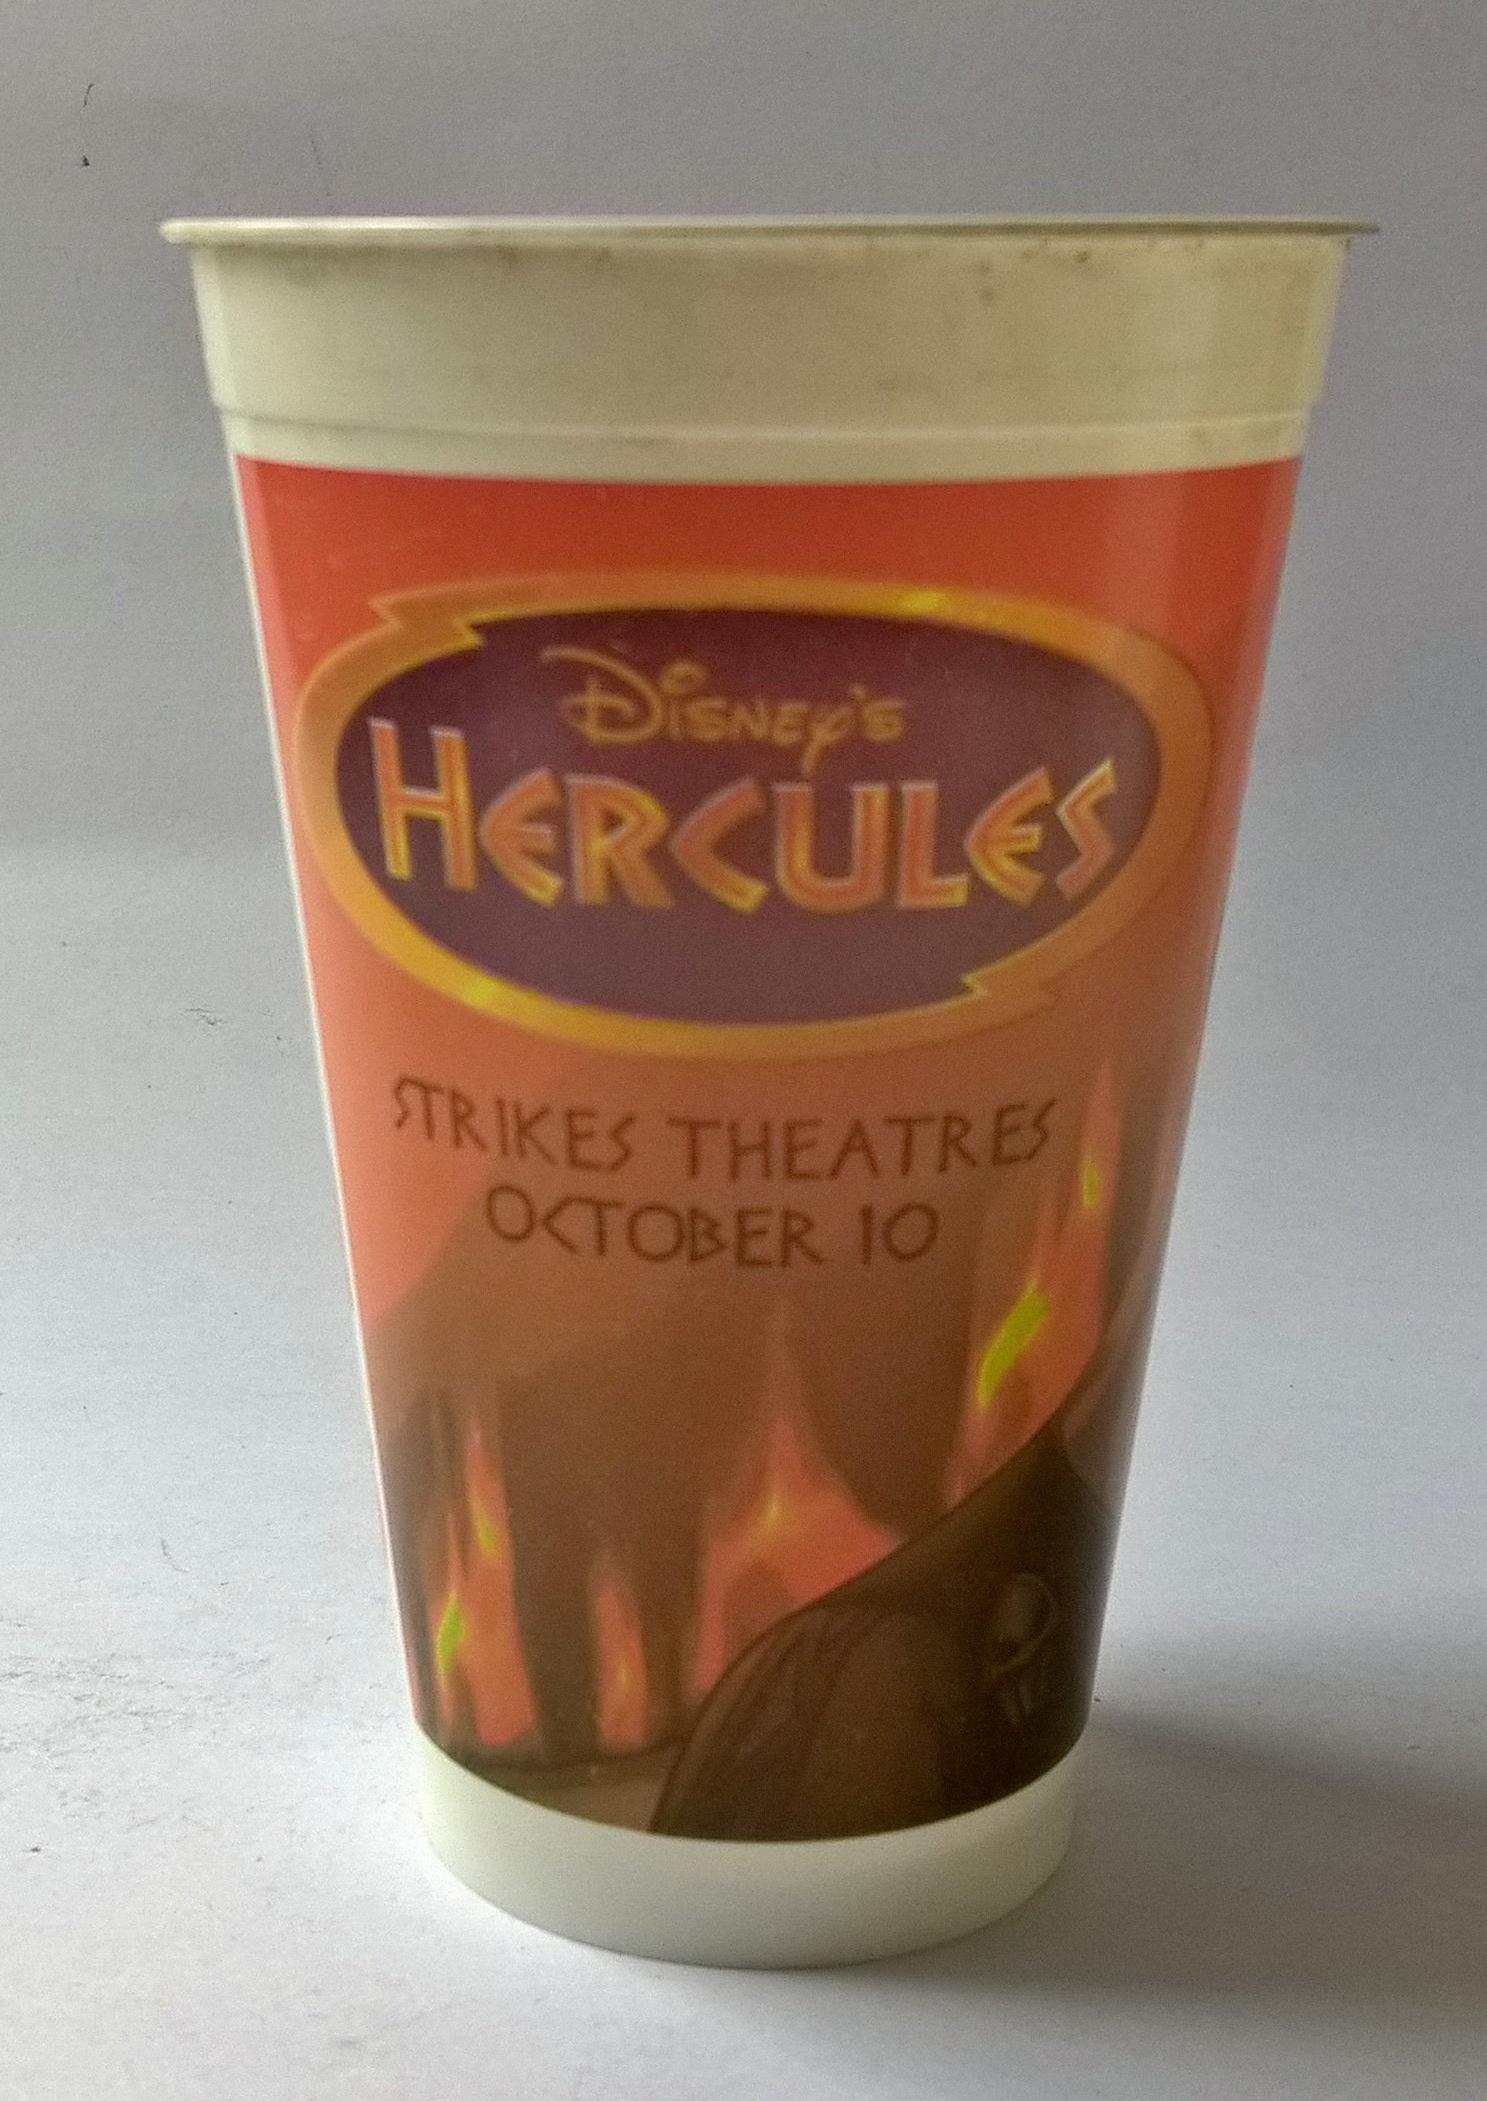 Disney's
HERCULES
STRIKES THEATRES
OCTOBER 10